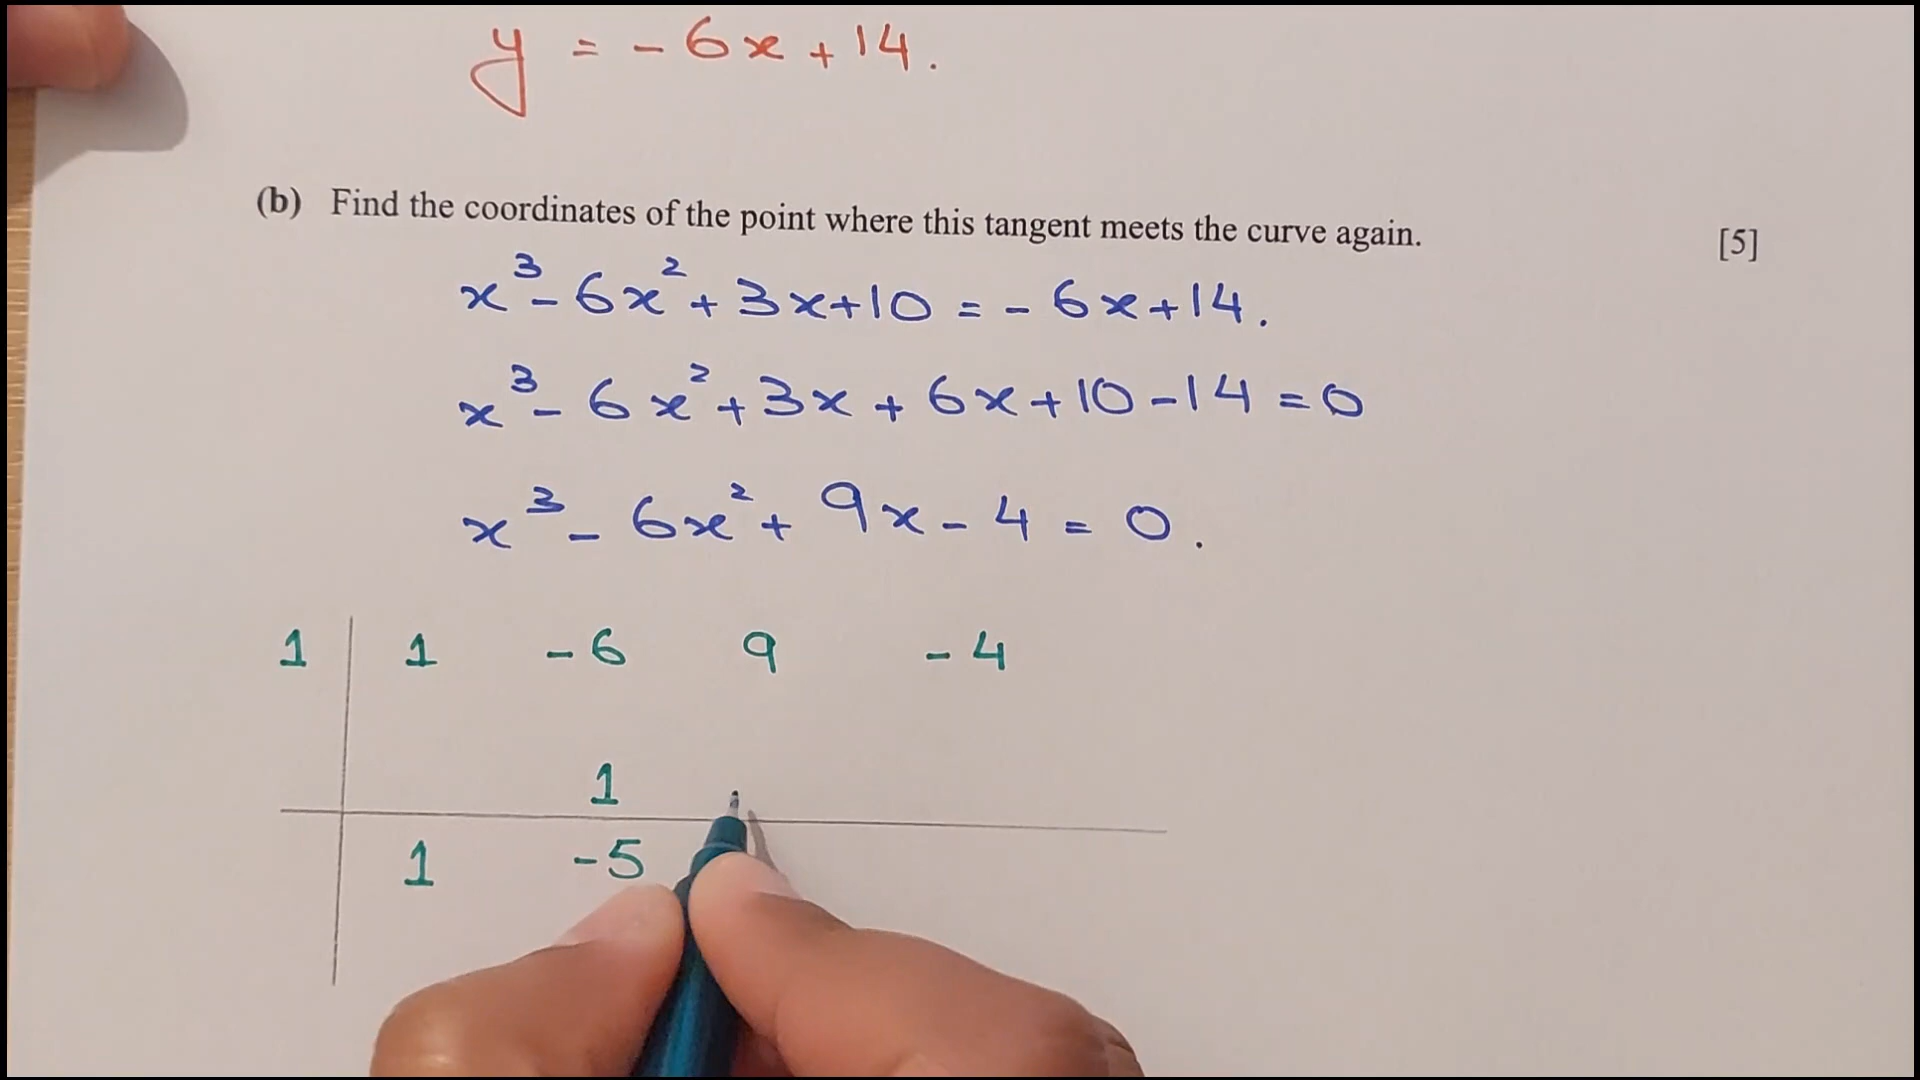 y = -6x+14.
(b) Find the coordinates of the point where this tangent meets the curve again. [5]
x³-6x²+3x+10 = -6x+14.
x³-6x²+3x+6x+10-14=0
x³-6x²+9x-4=0.
1 1 -6 9 -4
1
1 -5